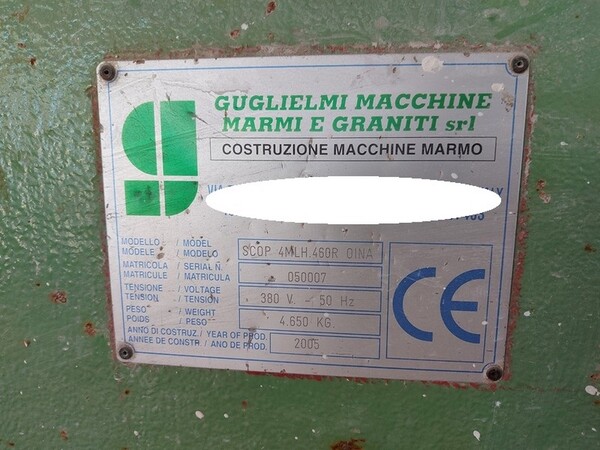 GUGLIELMI MACCHINE
MARMI E GRANITI srl
COSTRUZIONE MACCHINE MARMO
MODELLO / MODEL
MODELE / MODELO
SCOP 4MLH.460R OINA
MATRICOLA / SERIAL N.
MATRICULE / MATRICULA
050007
TENSIONE / VOLTAGE
TENSION / TENSION
380 V. - 50 Hz
PESO / WEIGHT
POIDS / PESO
4.650 KG.
ANNO DI COSTRUZ. / YEAR OF PROD.
ANNEE DE CONSTR. / ANO DE PROD.
2005
CE